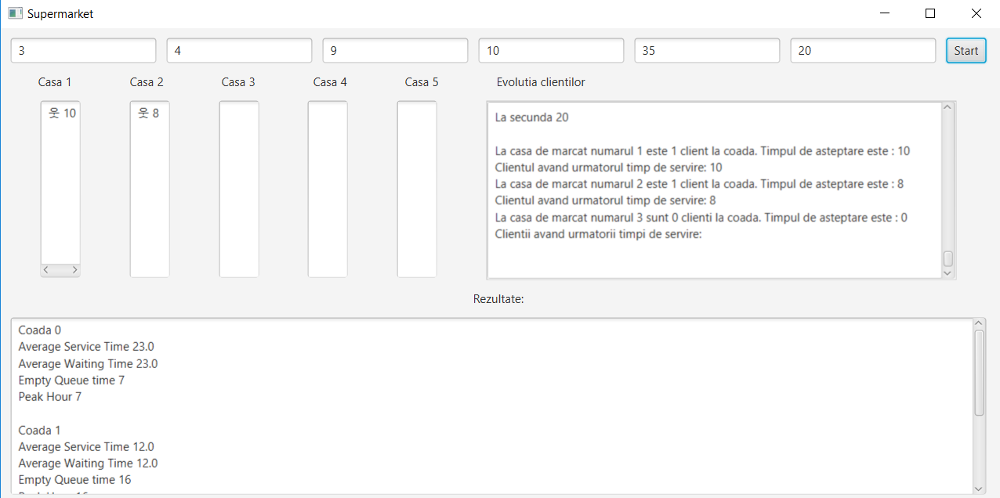 Supermarket
3 4 9 10 35 20 Start
Casa 1 Casa 2 Casa 3 Casa 4 Casa 5 Evolutia clientilor
웃 10 웃 8
La secunda 20
La casa de marcat numarul 1 este 1 client la coada. Timpul de asteptare este : 10
Clientul avand urmatorul timp de servire: 10
La casa de marcat numarul 2 este 1 client la coada. Timpul de asteptare este : 8
Clientul avand urmatorul timp de servire: 8
La casa de marcat numarul 3 sunt 0 clienti la coada. Timpul de asteptare este : 0
Clientii avand urmatorii timpi de servire:
Rezultate:
Coada 0
Average Service Time 23.0
Average Waiting Time 23.0
Empty Queue time 7
Peak Hour 7
Coada 1
Average Service Time 12.0
Average Waiting Time 12.0
Empty Queue time 16